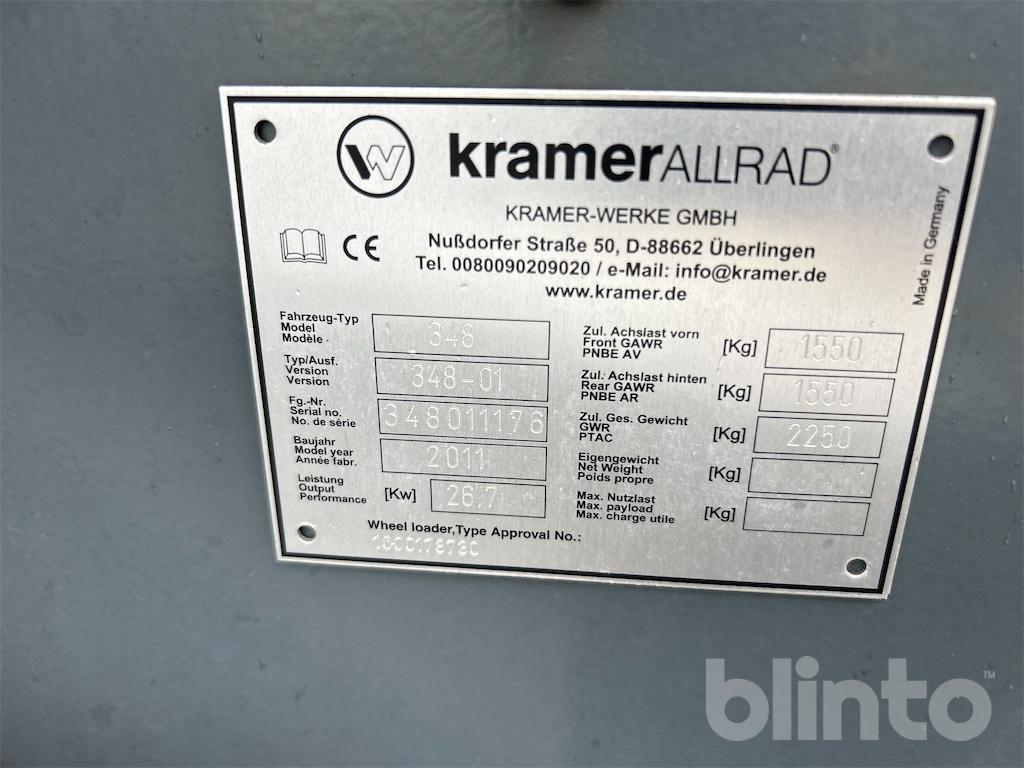 kramerALLRAD®
KRAMER-WERKE GMBH
Nußdorfer Straße 50, D-88662 Überlingen
Tel. 0080090209020 / e-Mail: info@kramer.de
www.kramer.de
Made in Germany
CE
Fahrzeug-Typ
Model
Modèle
348
Typ/Ausf.
Version
Version
348-01
Fg.-Nr.
Serial no.
No. de série
348011176
Baujahr
Model year
Année fabr.
2011
Leistung
Output
Performance
[Kw]
26.7
Zul. Achslast vorn
Front GAWR
PNBE AV
[Kg]
1550
Zul. Achslast hinten
Rear GAWR
PNBE AR
[Kg]
1550
Zul. Ges. Gewicht
GWR
PTAC
[Kg]
2250
Eigengewicht
Net Weight
Poids propre
[Kg]
Max. Nutzlast
Max. payload
Max. charge utile
[Kg]
Wheel loader,Type Approval No.:
blinto™